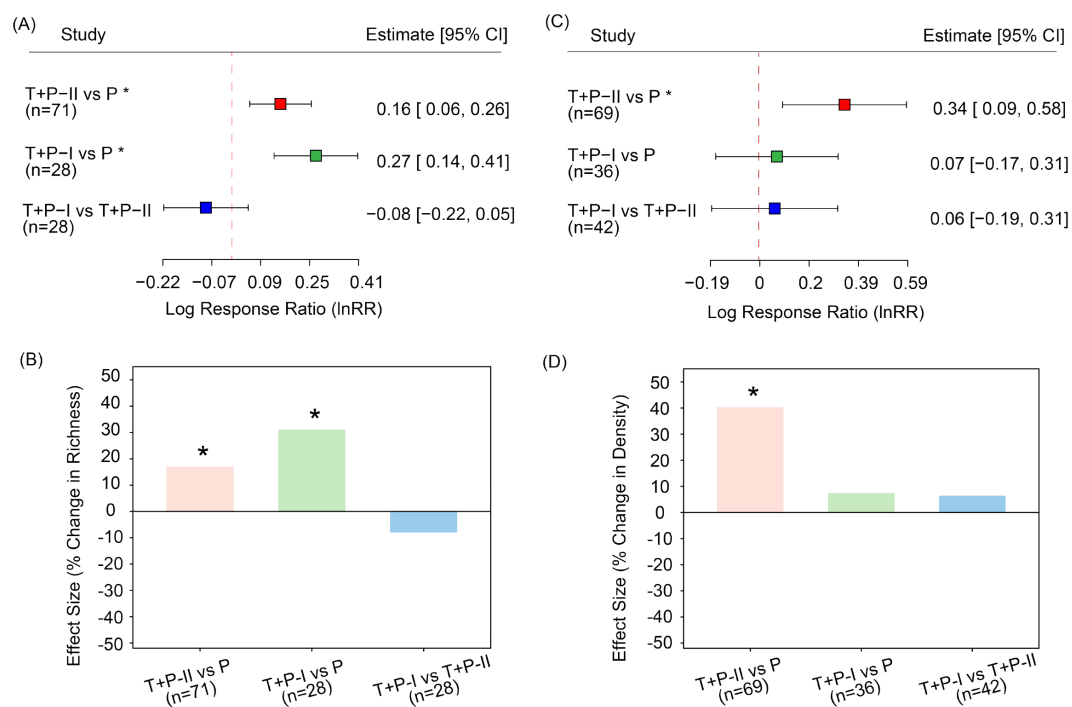 (A)
Study Estimate [95% CI]
T+P−II vs P *
(n=71)
0.16 [ 0.06, 0.26]
T+P−I vs P *
(n=28)
0.27 [ 0.14, 0.41]
T+P−I vs T+P−II
(n=28)
−0.08 [−0.22, 0.05]
−0.22 −0.07 0.09 0.25 0.41
Log Response Ratio (lnRR)
(C)
Study Estimate [95% CI]
T+P−II vs P *
(n=69)
0.34 [ 0.09, 0.58]
T+P−I vs P
(n=36)
0.07 [−0.17, 0.31]
T+P−I vs T+P−II
(n=42)
0.06 [−0.19, 0.31]
−0.19 0 0.2 0.39 0.59
Log Response Ratio (lnRR)
(B)
Effect Size (% Change in Richness)
50
40
30
20
10
0
-10
-20
-30
-40
-50
*
*
T+P-II vs P
(n=71)
T+P-I vs P
(n=28)
T+P-I vs T+P-II
(n=28)
(D)
Effect Size (% Change in Density)
50
40
30
20
10
0
-10
-20
-30
-40
-50
*
T+P-II vs P
(n=69)
T+P-I vs P
(n=36)
T+P-I vs T+P-II
(n=42)